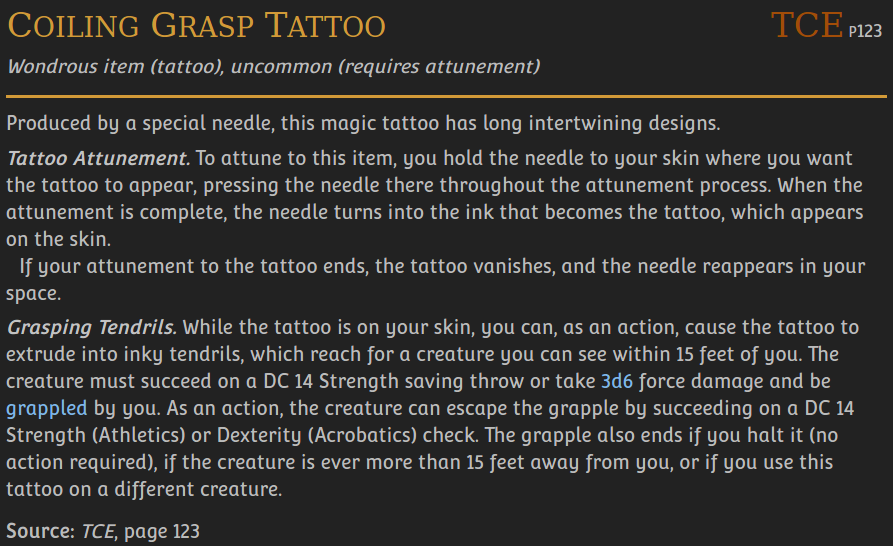 Coiling Grasp Tattoo TCE P123
Wondrous item (tattoo), uncommon (requires attunement)
Produced by a special needle, this magic tattoo has long intertwining designs.
Tattoo Attunement. To attune to this item, you hold the needle to your skin where you want
the tattoo to appear, pressing the needle there throughout the attunement process. When the
attunement is complete, the needle turns into the ink that becomes the tattoo, which appears
on the skin.
If your attunement to the tattoo ends, the tattoo vanishes, and the needle reappears in your
space.
Grasping Tendrils. While the tattoo is on your skin, you can, as an action, cause the tattoo to
extrude into inky tendrils, which reach for a creature you can see within 15 feet of you. The
creature must succeed on a DC 14 Strength saving throw or take 3d6 force damage and be
grappled by you. As an action, the creature can escape the grapple by succeeding on a DC 14
Strength (Athletics) or Dexterity (Acrobatics) check. The grapple also ends if you halt it (no
action required), if the creature is ever more than 15 feet away from you, or if you use this
tattoo on a different creature.
Source: TCE, page 123